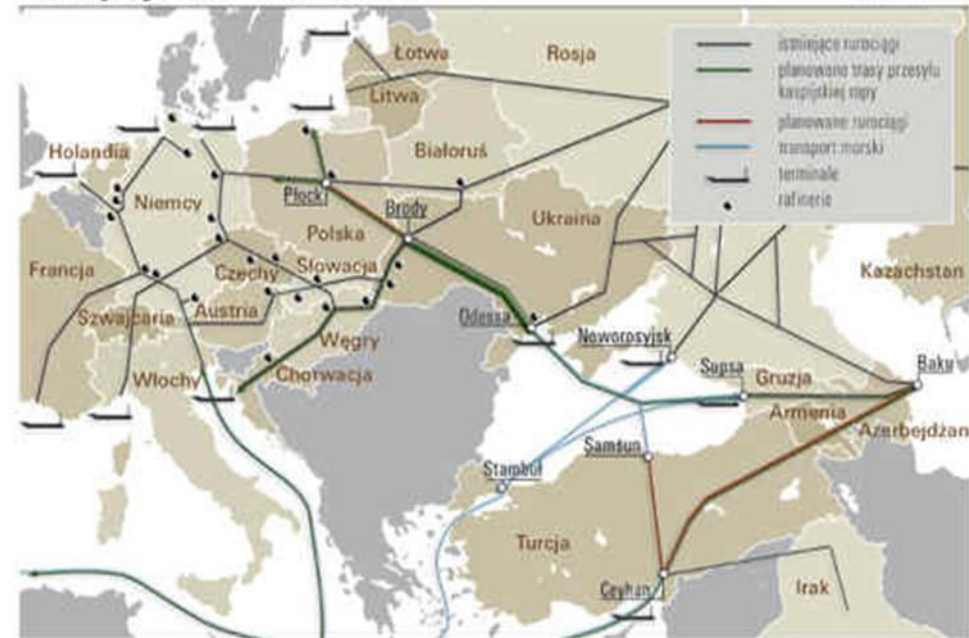 Łotwa
Rosja
Litwa
istniejące rurociągi
planowane trasy przesyłu
kaspijskiej ropy
planowane rurociągi
transport morski
terminale
rafinerie
Holandia
Białoruś
Niemcy
Płock
Brody
Ukraina
Polska
Francja
Czechy
Słowacja
Kazachstan
Szwajcaria
Austria
Odessa
Noworosyjsk
Węgry
Supsa
Gruzja
Baku
Włochy
Chorwacja
Armenia
Azerbejdżan
Samsun
Stambuł
Turcja
Ceyhan
Irak